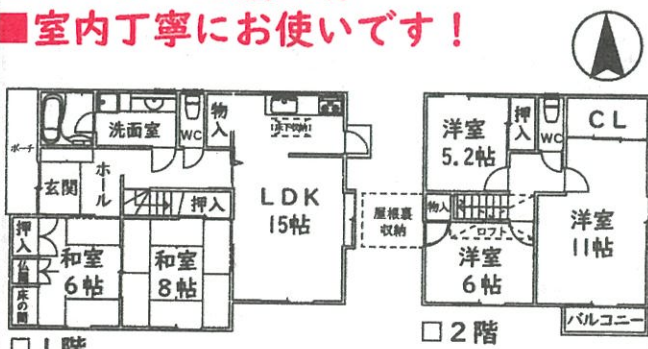 ■室内丁寧にお使いです！
ポーチ
洗面室
WC
物入
床下収納
玄関
ホール
押入
LDK
15帖
押入
仏間
床の間
和室
6帖
和室
8帖
□1階
屋根裏
収納
洋室
5.2帖
押入
WC
CL
物入
ロフト
洋室
6帖
洋室
11帖
バルコニー
□2階